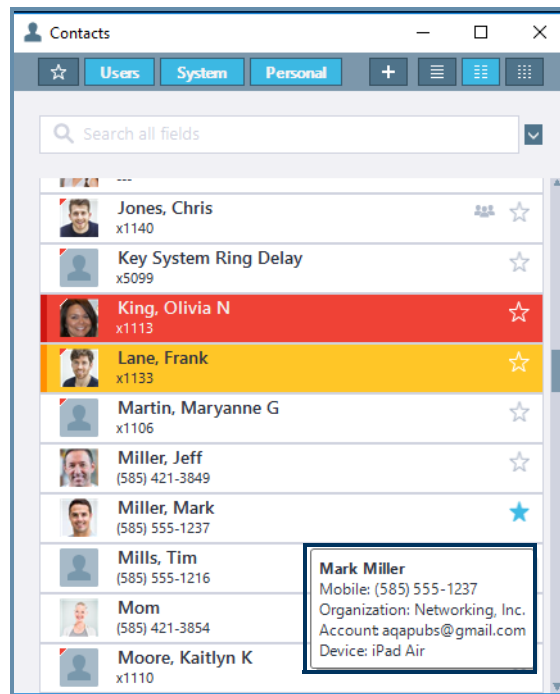 Contacts
Users System Personal
Search all fields
Jones, Chris
x1140
Key System Ring Delay
x5099
King, Olivia N
x1113
Lane, Frank
x1133
Martin, Maryanne G
x1106
Miller, Jeff
(585) 421-3849
Miller, Mark
(585) 555-1237
Mills, Tim
(585) 555-1216
Mom
(585) 421-3854
Moore, Kaitlyn K
x1110
Mark Miller
Mobile: (585) 555-1237
Organization: Networking, Inc.
Account aqapubs@gmail.com
Device: iPad Air